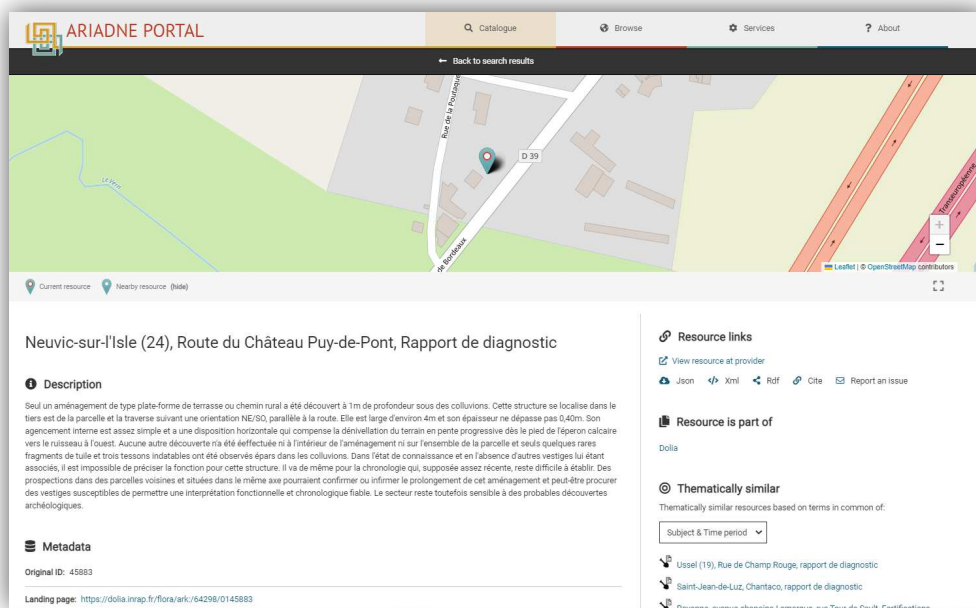 ARIADNE PORTAL
Catalogue
Browse
Services
? About
← Back to search results
Rue de la Poutaque
D 39
de Bordeaux
Transeuropéenne
+
−
Leaflet | © OpenStreetMap contributors
Current resource
Nearby resource (hide)
Neuvic-sur-l'Isle (24), Route du Château Puy-de-Pont, Rapport de diagnostic
Description
Seul un aménagement de type plate-forme de terrasse ou chemin rural a été découvert à 1m de profondeur sous des colluvions. Cette structure se localise dans le
tiers est de la parcelle et la traverse suivant une orientation NE/SO, parallèle à la route. Elle est large d'environ 4m et son épaisseur ne dépasse pas 0,40m. Son
agencement interne est assez simple et a une disposition horizontale qui compense la dénivellation du terrain en pente progressive dès le pied de l'éperon calcaire
vers le ruisseau à l'ouest. Aucune autre découverte n'a été éeffectuée ni à l'intérieur de l'aménagement ni sur l'ensemble de la parcelle et seuls quelques rares
fragments de tuile et trois tessons indatables ont été observés épars dans les colluvions. Dans l'état de connaissance et en l'absence d'autres vestiges lui étant
associés, il est impossible de préciser la fonction pour cette structure. Il va de même pour la chronologie qui, supposée assez récente, reste difficile à établir. Des
prospections dans des parcelles voisines et situées dans le même axe pourraient confirmer ou infirmer le prolongement de cet aménagement et peut-être procurer
des vestiges susceptibles de permettre une interprétation fonctionnelle et chronologique fiable. Le secteur reste toutefois sensible à des probables découvertes
archéologiques.
Metadata
Original ID: 45883
Landing page: https://dolia.inrap.fr/flora/ark:/64298/0145883
Resource links
View resource at provider
Json
Xml
Rdf
Cite
Report an issue
Resource is part of
Dolia
Thematically similar
Thematically similar resources based on terms in common of:
Subject & Time period
Ussel (19), Rue de Champ Rouge, rapport de diagnostic
Saint-Jean-de-Luz, Chantaco, rapport de diagnostic